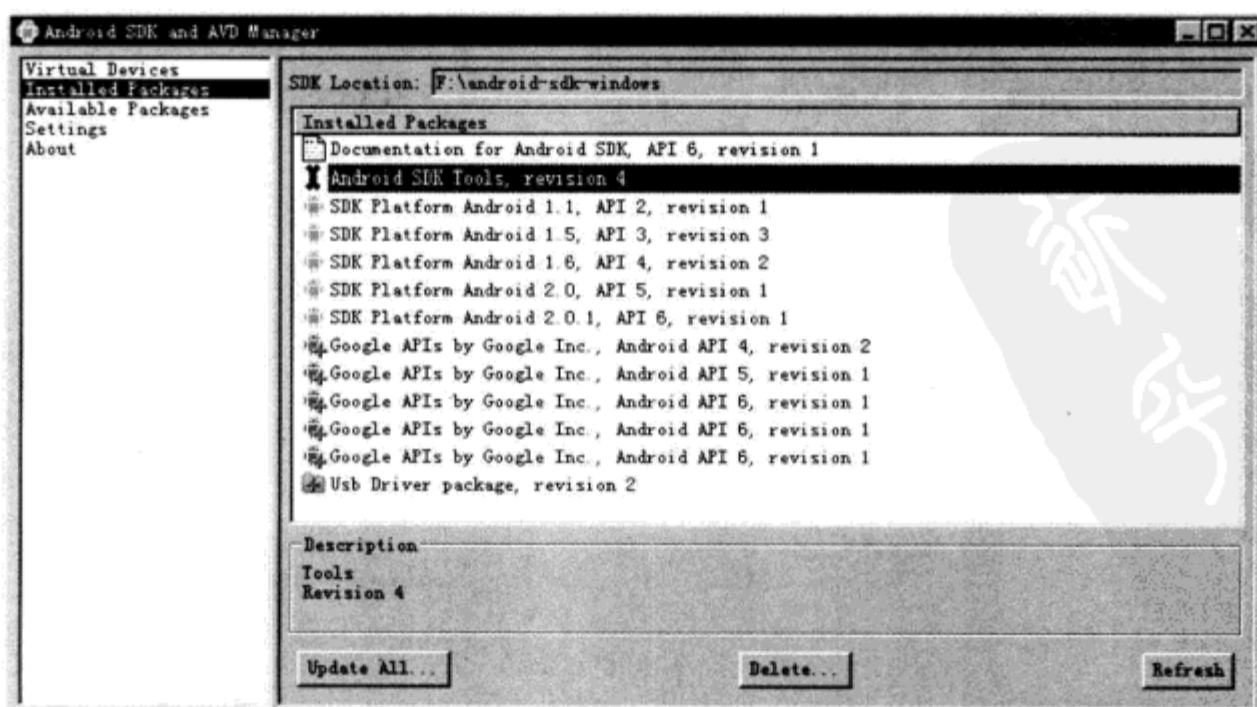 Android SDK and AVD Manager
Virtual Devices
Installed Packages
Available Packages
Settings
About
SDK Location: F:\android-sdk-windows
Installed Packages
Documentation for Android SDK, API 6, revision 1
Android SDK Tools, revision 4
SDK Platform Android 1.1, API 2, revision 1
SDK Platform Android 1.5, API 3, revision 3
SDK Platform Android 1.6, API 4, revision 2
SDK Platform Android 2.0, API 5, revision 1
SDK Platform Android 2.0.1, API 6, revision 1
Google APIs by Google Inc., Android API 4, revision 2
Google APIs by Google Inc., Android API 5, revision 1
Google APIs by Google Inc., Android API 6, revision 1
Google APIs by Google Inc., Android API 6, revision 1
Google APIs by Google Inc., Android API 6, revision 1
Usb Driver package, revision 2
Description
Tools
Revision 4
Update All...
Delete...
Refresh